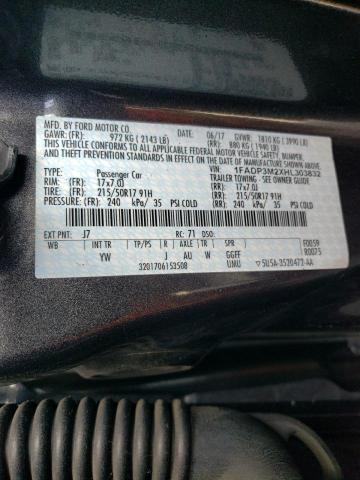 MFD. BY FORD MOTOR CO. DATE: 06/17 GVWR: 1810 KG ( 3990 LB)
GAWR: (FR): 972 KG ( 2143 LB) (RR): 880 KG ( 1940 LB)
THIS VEHICLE CONFORMS TO ALL APPLICABLE FEDERAL MOTOR VEHICLE SAFETY, BUMPER,
AND THEFT PREVENTION STANDARDS IN EFFECT ON THE DATE OF MANUFACTURE SHOWN ABOVE.
VIN: 1FADP3M2XHL303832
TYPE: Passenger Car TRAILER TOWING - SEE OWNER GUIDE
RIM: (FR): 17x7.0J (RR): 17x7.0J
TIRE: 215/50R17 91H 215/50R17 91H
PRESSURE: (FR): 240 kPa/ 35 PSI COLD (RR): 240 kPa/ 35 PSI COLD
EXT PNT: J7 RC: 71 DSO: F0059
WB INT TR TP/PS R AXLE TR SPR R0075
YW J AU GGFF
3201706153508 UMU 5U5A-3520472-AA